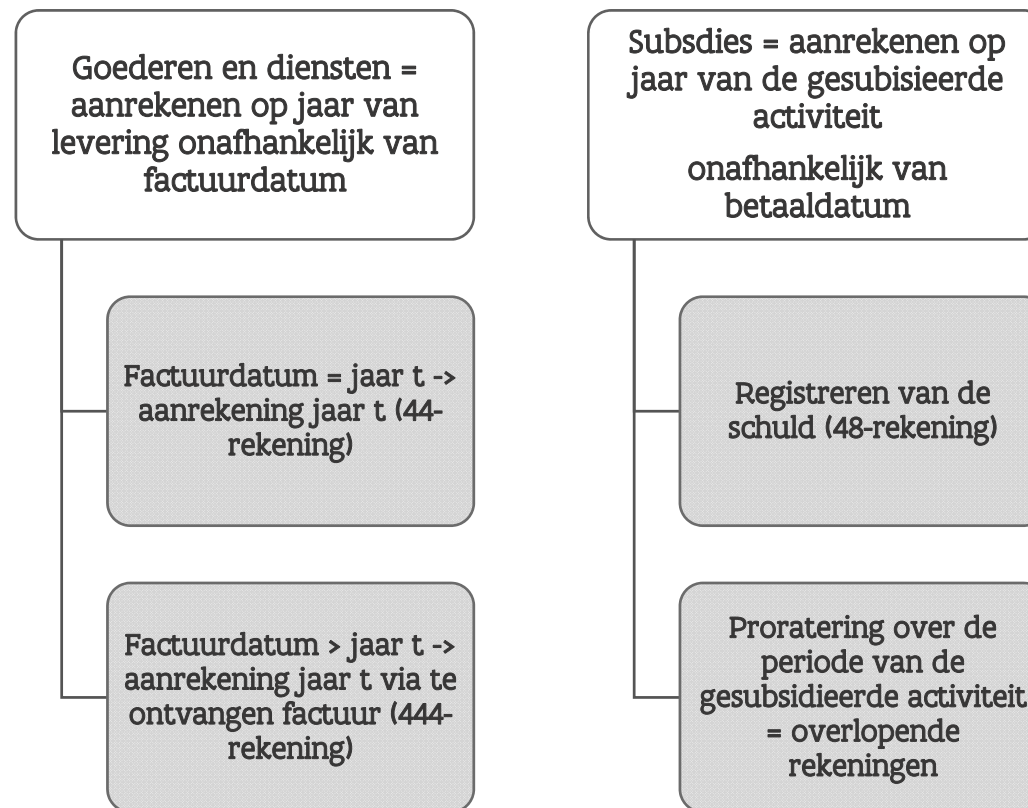 Goederen en diensten =
aanrekenen op jaar van
levering onafhankelijk van
factuurdatum
Factuurdatum = jaar t ->
aanrekening jaar t (44-
rekening)
Factuurdatum > jaar t ->
aanrekening jaar t via te
ontvangen factuur (444-
rekening)
Subsdies = aanrekenen op
jaar van de gesubisieerde
activiteit
onafhankelijk van
betaaldatum
Registreren van de
schuld (48-rekening)
Proratering over de
periode van de
gesubsidieerde activiteit
= overlopende
rekeningen